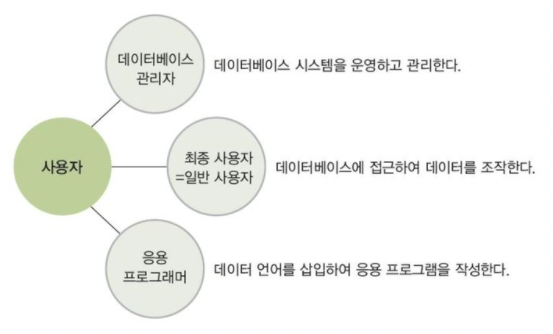 데이터베이스
관리자
데이터베이스 시스템을 운영하고 관리한다.
사용자
최종 사용자
=일반 사용자
데이터베이스에 접근하여 데이터를 조작한다.
응용
프로그래머
데이터 언어를 삽입하여 응용 프로그램을 작성한다.